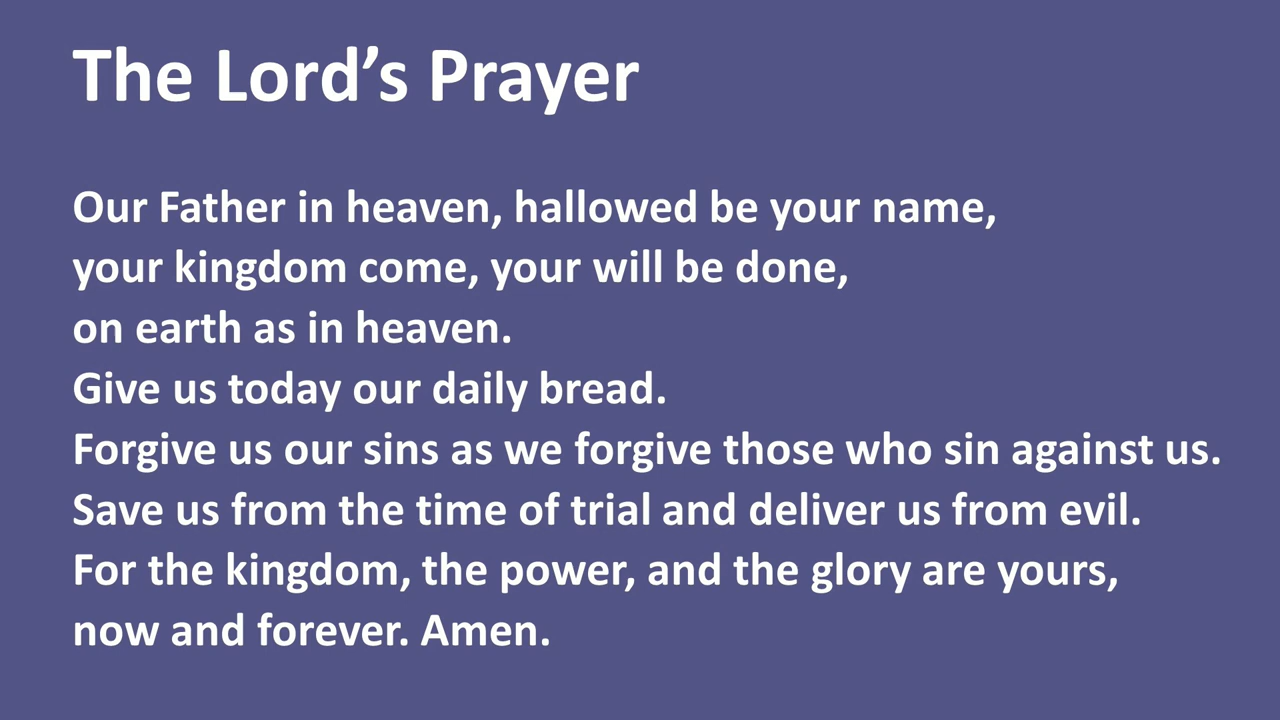 The Lord’s Prayer
Our Father in heaven, hallowed be your name,
your kingdom come, your will be done,
on earth as in heaven.
Give us today our daily bread.
Forgive us our sins as we forgive those who sin against us.
Save us from the time of trial and deliver us from evil.
For the kingdom, the power, and the glory are yours,
now and forever. Amen.